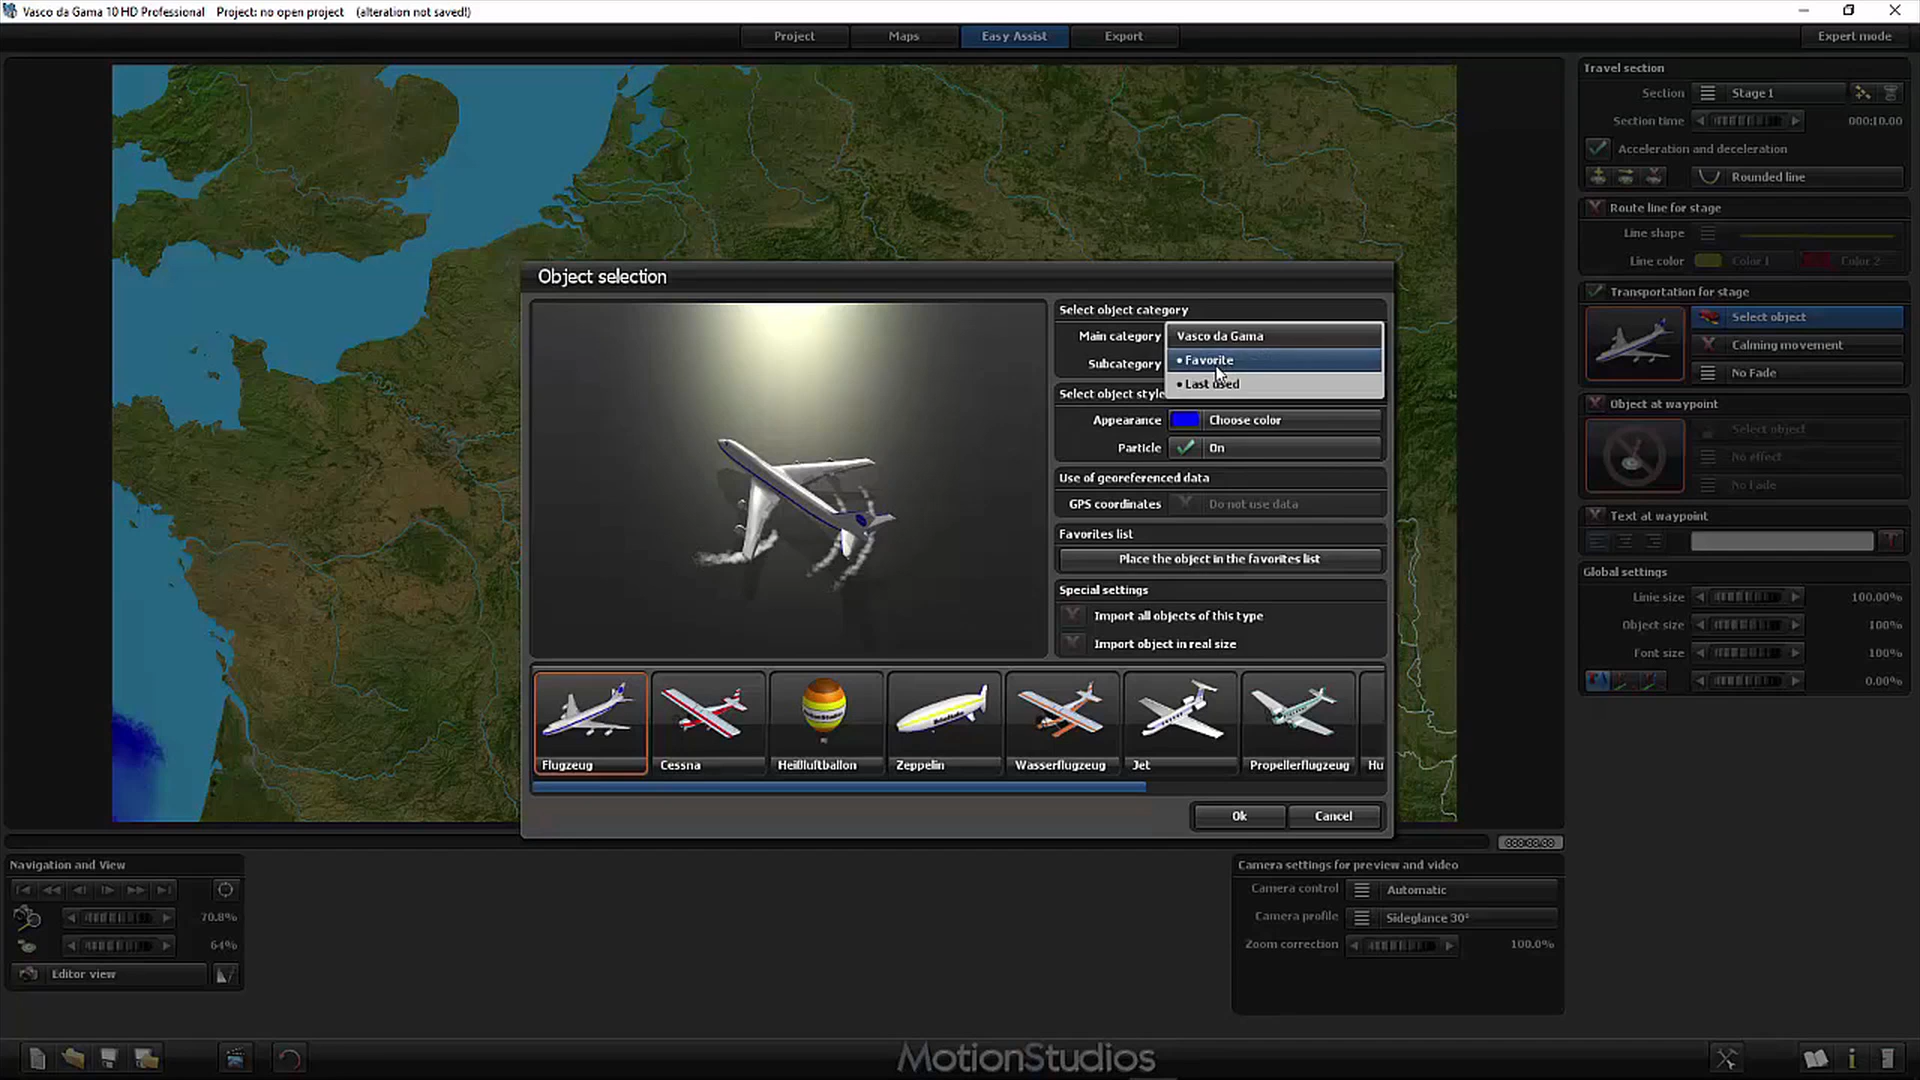 Vasco da Gama 10 HD Professional Project: no open project (alteration not saved!)
Project Maps Easy Assist Export Expert mode
Travel section
Section Stage 1
Section time 000:10.00
Acceleration and deceleration
Rounded line
Route line for stage
Line shape
Line color Color 1 Color 2
Transportation for stage
Select object
Calming movement
No Fade
Object at waypoint
Select object
No effect
No Fade
Text at waypoint
Global settings
Linie size 100.00%
Object size 100%
Font size 100%
0.00%
Object selection
Select object category
Main category Vasco da Gama
• Favorite
Subcategory
• Last used
Select object style
Appearance Choose color
Particle On
Use of georeferenced data
GPS coordinates Do not use data
Favorites list
Place the object in the favorites list
Special settings
Import all objects of this type
Import object in real size
Flugzeug Cessna Heißluftballon Zeppelin Wasserflugzeug Jet Propellerflugzeug Hu
Ok Cancel
000:00:00
Navigation and View
70.8%
64%
Editor view
Camera settings for preview and video
Camera control Automatic
Camera profile Sideglance 30°
Zoom correction 100.0%
MotionStudios